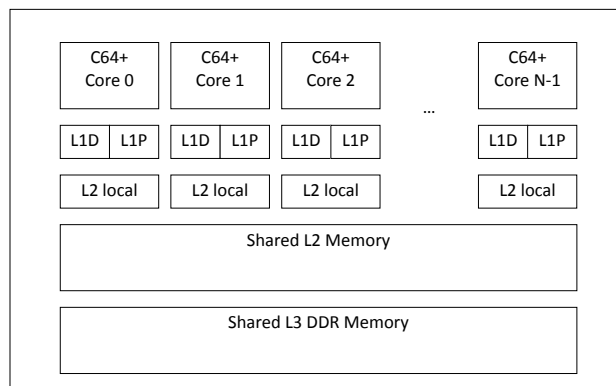 C64+ C64+ C64+ C64+
Core 0 Core 1 Core 2 Core N-1
...
L1D L1P L1D L1P L1D L1P L1D L1P
L2 local L2 local L2 local L2 local
Shared L2 Memory
Shared L3 DDR Memory